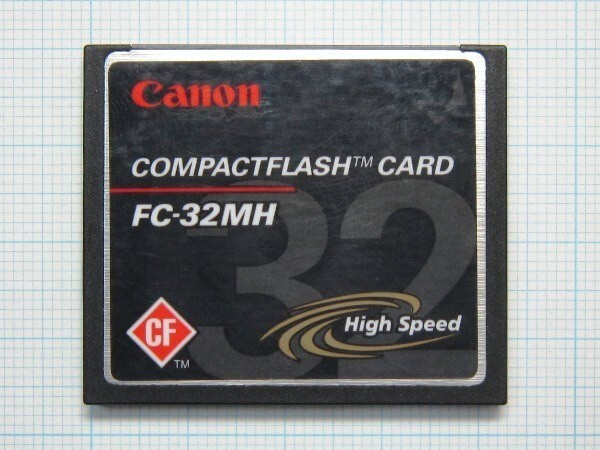 Canon
COMPACTFLASH™ CARD
FC-32MH
32
High Speed
CF
TM